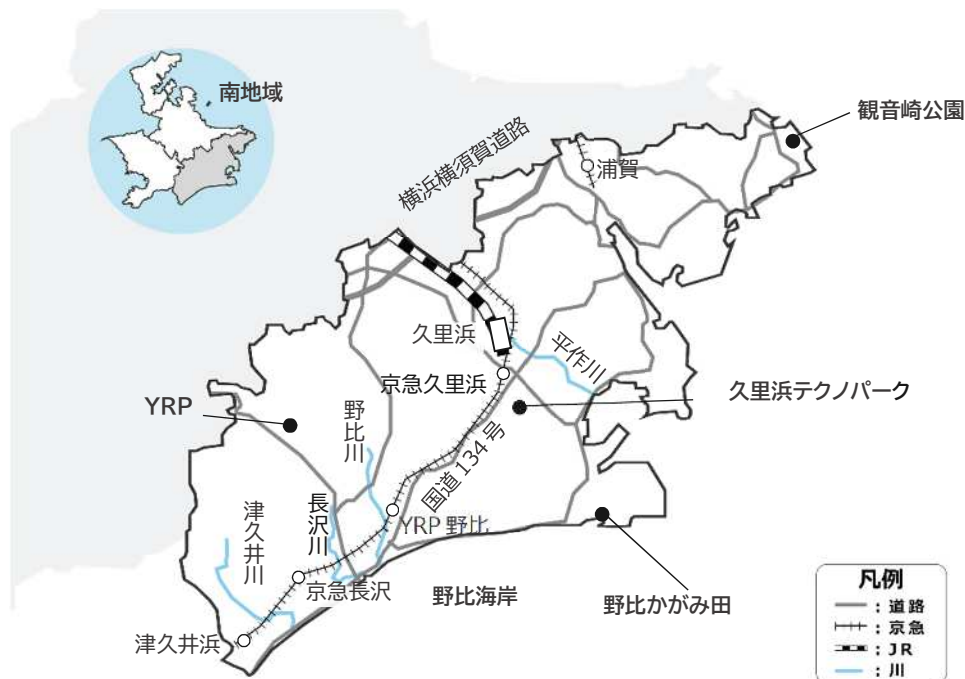 南地域
観音崎公園
横浜横須賀道路
浦賀
久里浜
平作川
京急久里浜
久里浜テクノパーク
YRP
野比川
国道134号
長沢川
津久井川
YRP 野比
京急長沢
野比海岸
野比かがみ田
津久井浜
凡例
：道路
：京急
：JR
：川